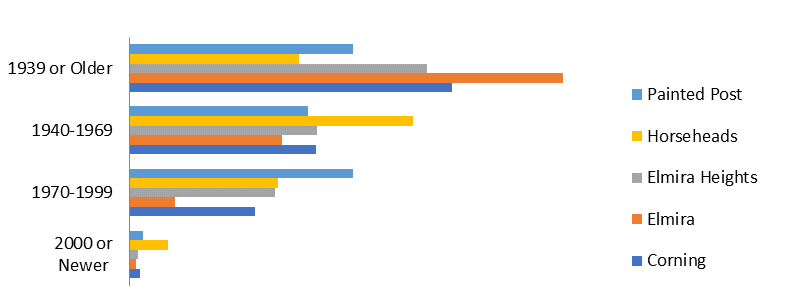 1939 or Older
1940-1969
1970-1999
2000 or
Newer
Painted Post
Horseheads
Elmira Heights
Elmira
Corning